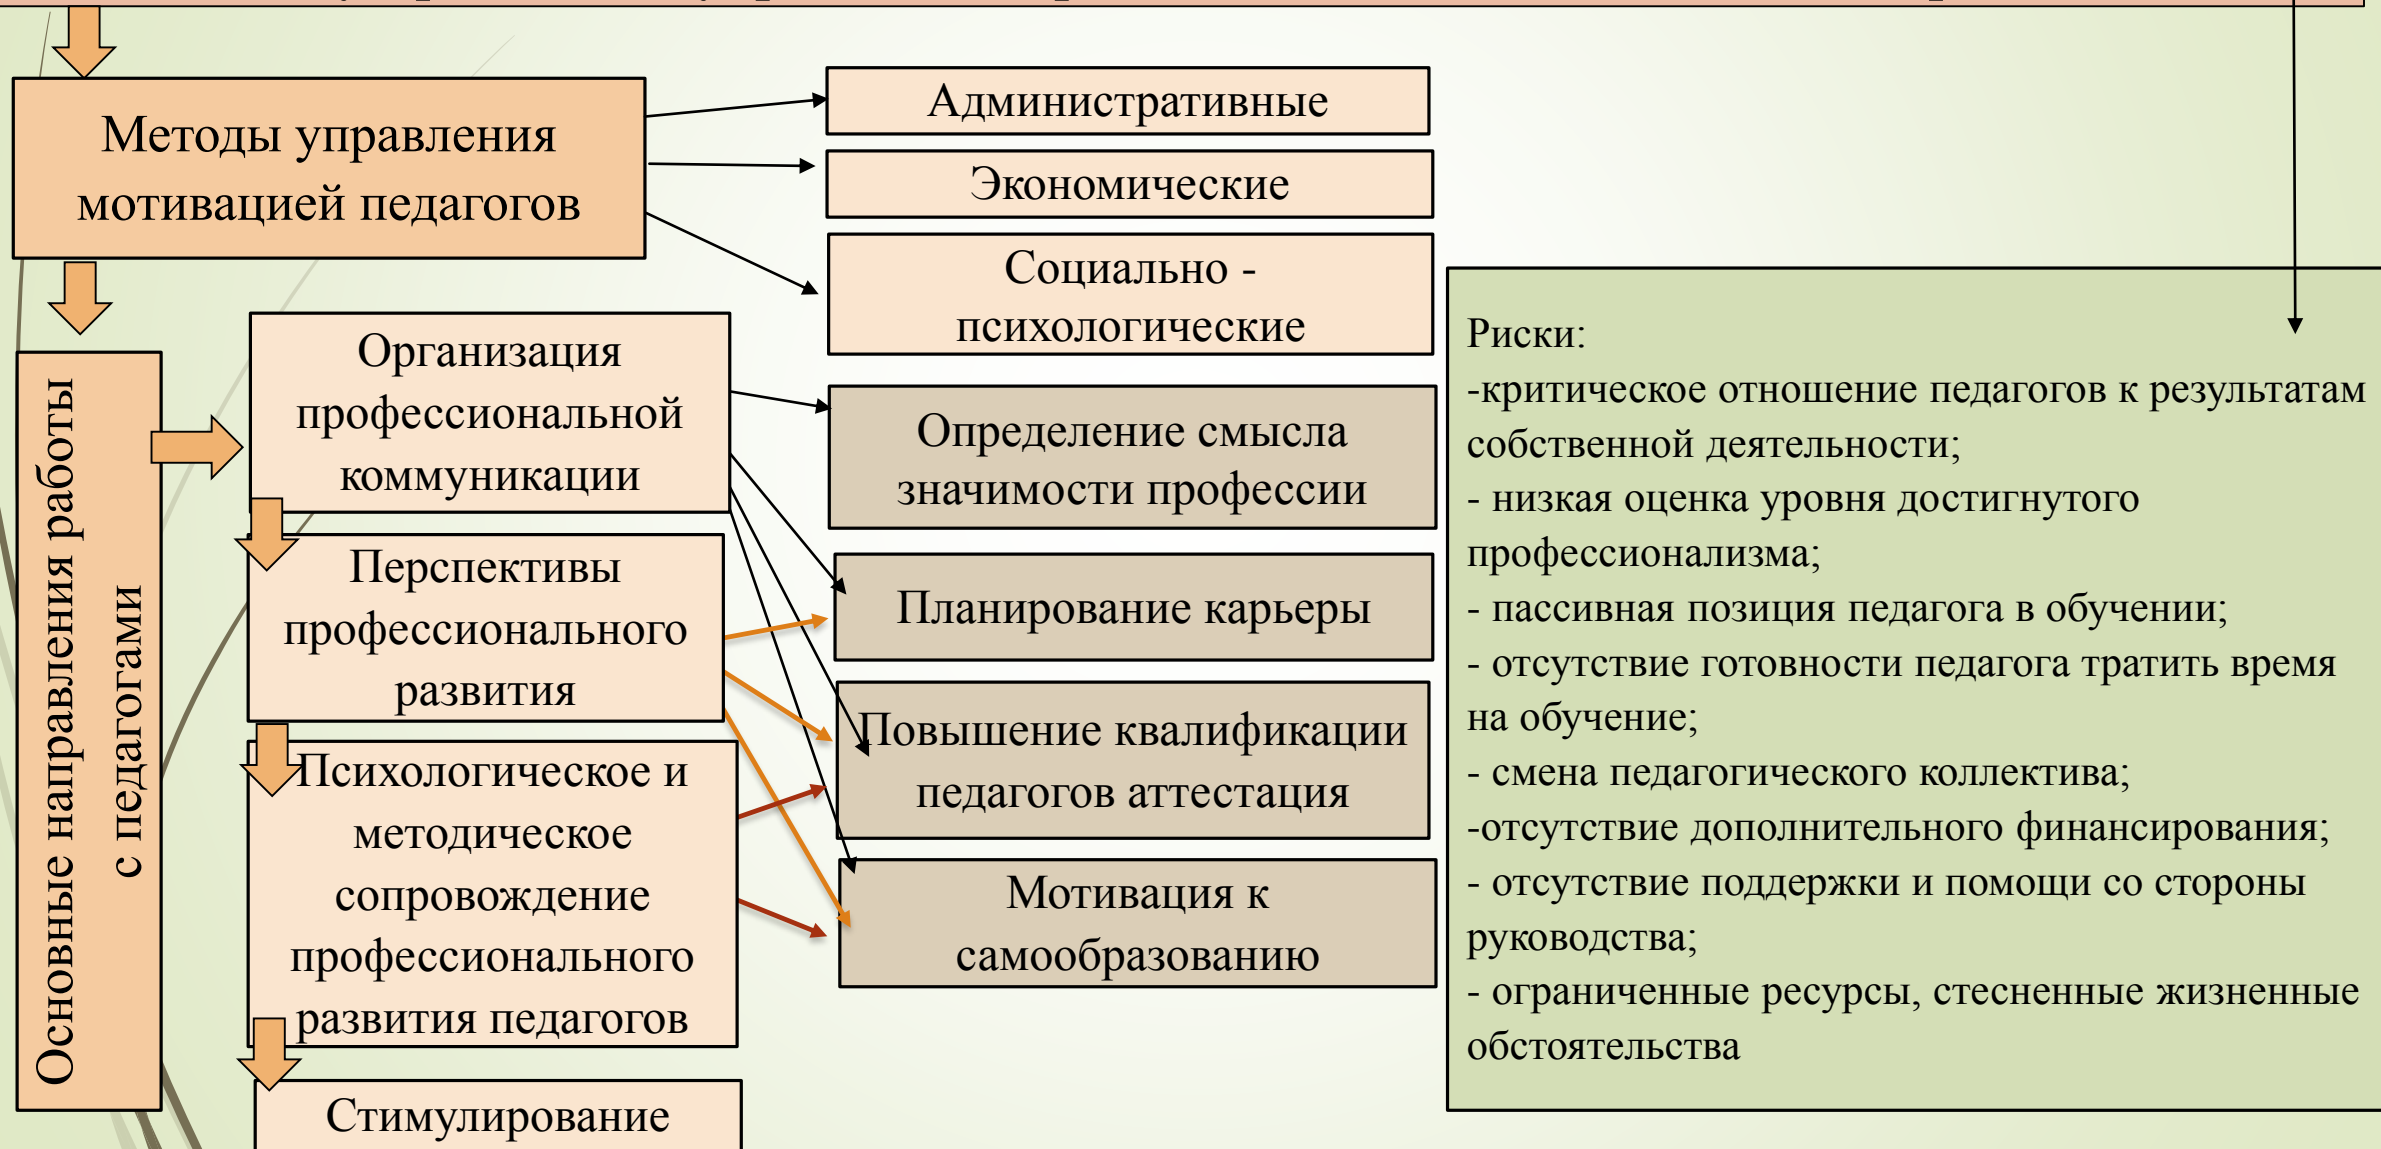 Методы управления
мотивацией педагогов
Административные
Экономические
Социально -
психологические
Основные направления работы
с педагогами
Организация
профессиональной
коммуникации
Перспективы
профессионального
развития
Психологическое и
методическое
сопровождение
профессионального
развития педагогов
Стимулирование
Определение смысла
значимости профессии
Планирование карьеры
Повышение квалификации
педагогов аттестация
Мотивация к
самообразованию
Риски:
-критическое отношение педагогов к результатам
собственной деятельности;
- низкая оценка уровня достигнутого
профессионализма;
- пассивная позиция педагога в обучении;
- отсутствие готовности педагога тратить время
на обучение;
- смена педагогического коллектива;
-отсутствие дополнительного финансирования;
- отсутствие поддержки и помощи со стороны
руководства;
- ограниченные ресурсы, стесненные жизненные
обстоятельства